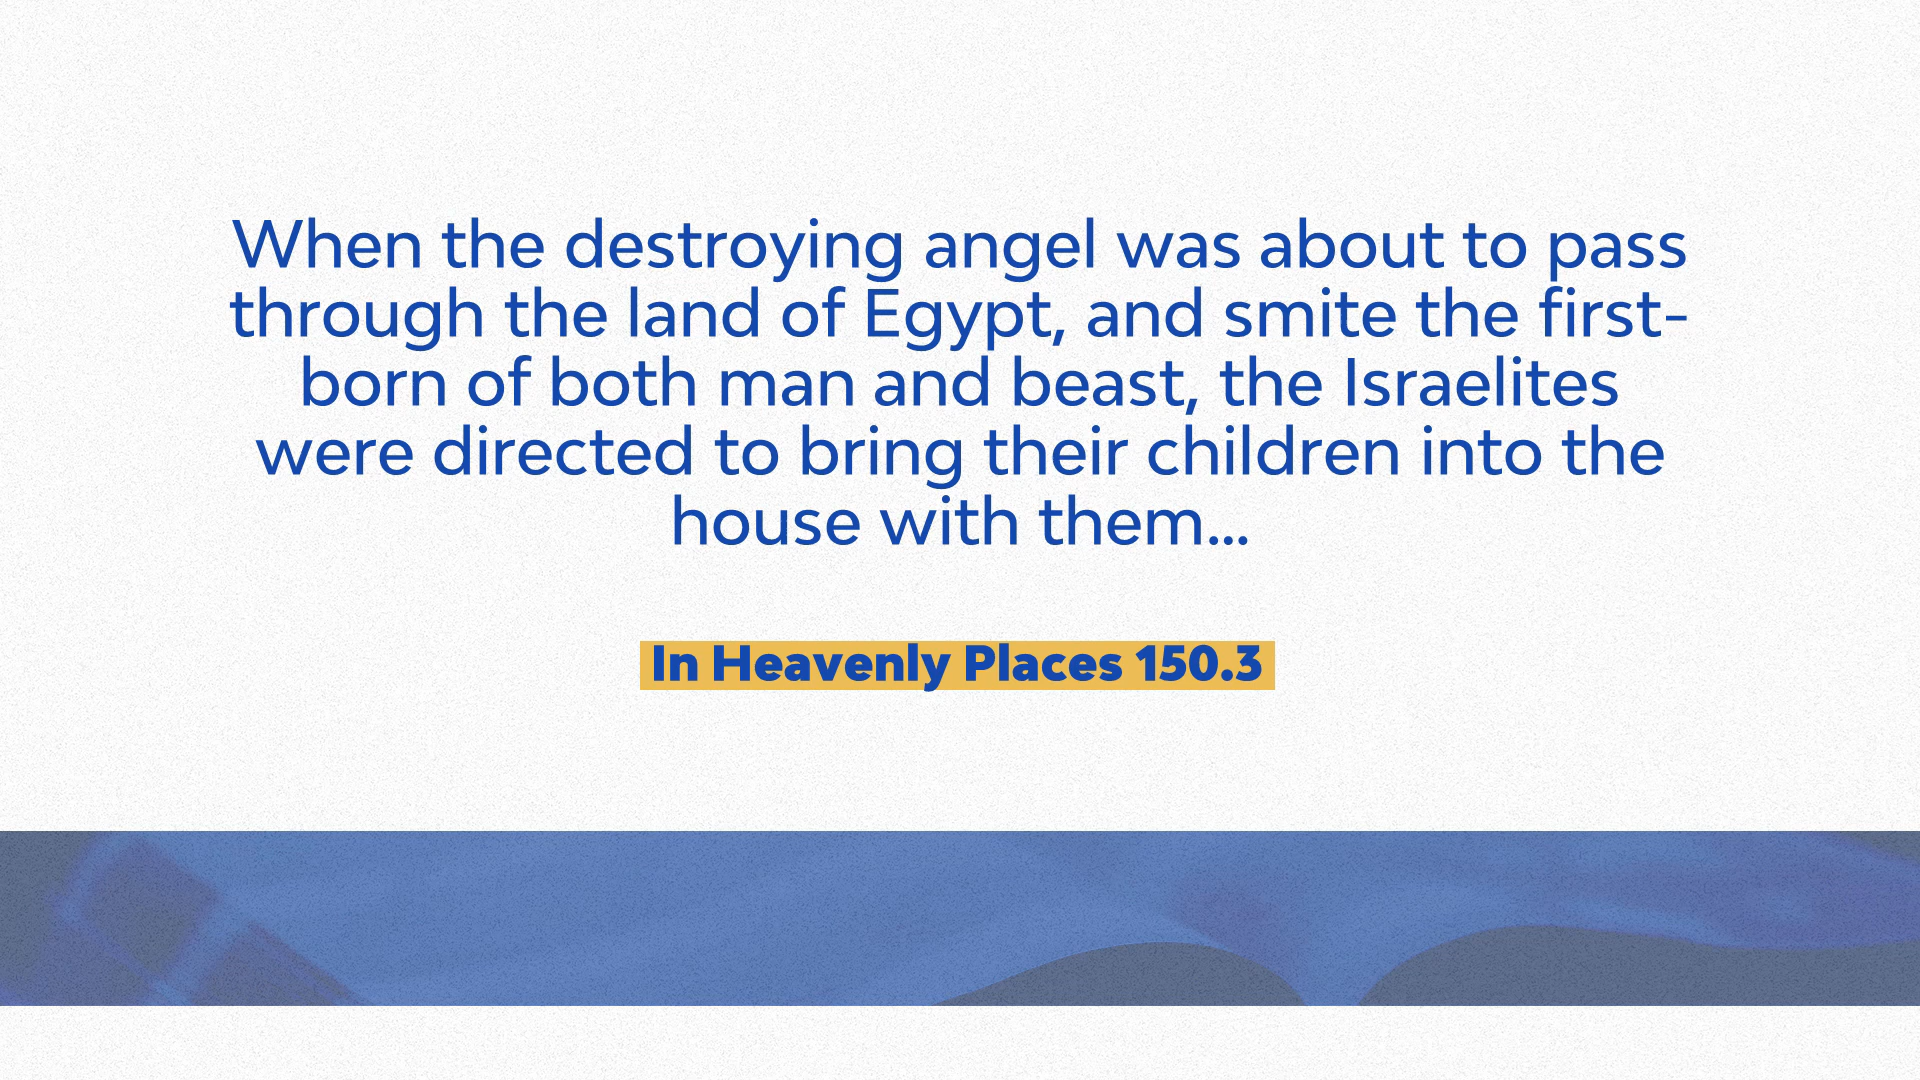 When the destroying angel was about to pass
through the land of Egypt, and smite the first-
born of both man and beast, the Israelites
were directed to bring their children into the
house with them...
In Heavenly Places 150.3